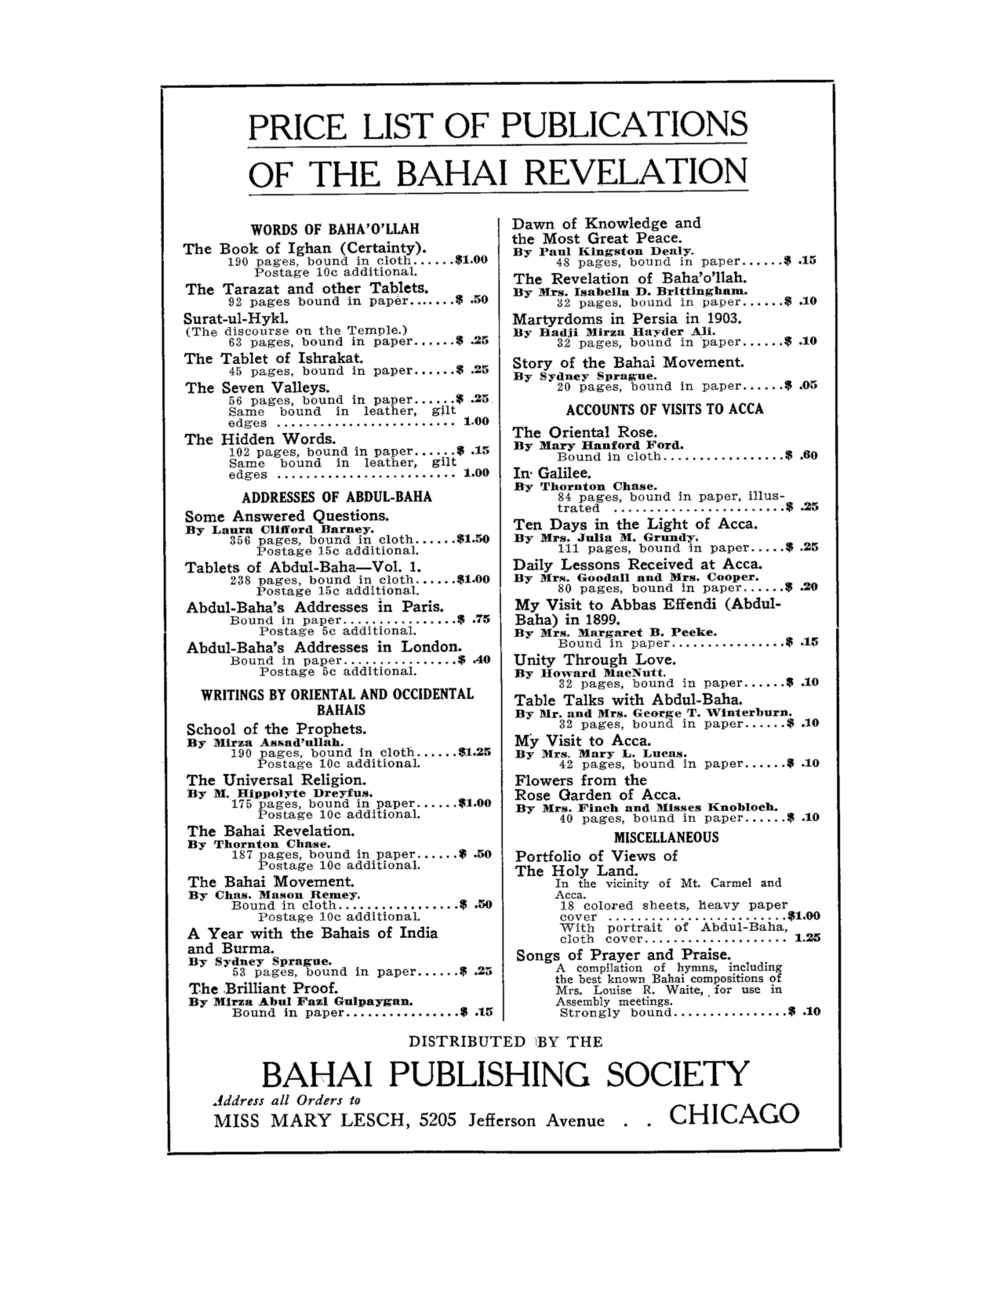 PRICE LIST OF PUBLICATIONS
OF THE BAHAI REVELATION
WORDS OF BAHA'O'LLAH
The Book of Ighan (Certainty).
190 pages, bound in cloth......$1.00
Postage 10c additional.
The Tarazat and other Tablets.
92 pages bound in paper.......$ .50
Surat-ul-Hykl.
(The discourse on the Temple.)
63 pages, bound in paper......$ .25
The Tablet of Ishrakat.
45 pages, bound in paper......$ .25
The Seven Valleys.
56 pages, bound in paper......$ .25
Same bound in leather, gilt
edges ......................... 1.00
The Hidden Words.
102 pages, bound in paper......$ .15
Same bound in leather, gilt
edges ......................... 1.00
ADDRESSES OF ABDUL-BAHA
Some Answered Questions.
By Laura Clifford Barney.
356 pages, bound in cloth......$1.50
Postage 15c additional.
Tablets of Abdul-Baha—Vol. 1.
238 pages, bound in cloth......$1.00
Postage 15c additional.
Abdul-Baha's Addresses in Paris.
Bound in paper................$ .75
Postage 5c additional.
Abdul-Baha's Addresses in London.
Bound in paper................$ .40
Postage 5c additional.
WRITINGS BY ORIENTAL AND OCCIDENTAL
BAHAIS
School of the Prophets.
By Mirza Assad'ullah.
190 pages, bound in cloth......$1.25
Postage 10c additional.
The Universal Religion.
By M. Hippolyte Dreyfus.
175 pages, bound in paper......$1.00
Postage 10c additional.
The Bahai Revelation.
By Thornton Chase.
187 pages, bound in paper......$ .50
Postage 10c additional.
The Bahai Movement.
By Chas. Mason Remey.
Bound in cloth.................$ .50
Postage 10c additional.
A Year with the Bahais of India
and Burma.
By Sydney Sprague.
53 pages, bound in paper......$ .25
The Brilliant Proof.
By Mirza Abul Fazl Gulpaygan.
Bound in paper................$ .15
Dawn of Knowledge and
the Most Great Peace.
By Paul Kingston Dealy.
48 pages, bound in paper......$ .15
The Revelation of Baha'o'llah.
By Mrs. Isabella D. Brittingham.
32 pages, bound in paper......$ .10
Martyrdoms in Persia in 1903.
By Hadji Mirza Hayder Ali.
32 pages, bound in paper......$ .10
Story of the Bahai Movement.
By Sydney Sprague.
20 pages, bound in paper......$ .05
ACCOUNTS OF VISITS TO ACCA
The Oriental Rose.
By Mary Hanford Ford.
Bound in cloth.................$ .60
In Galilee.
By Thornton Chase.
84 pages, bound in paper, illus-
trated ........................$ .25
Ten Days in the Light of Acca.
By Mrs. Julia M. Grundy.
111 pages, bound in paper.....$ .25
Daily Lessons Received at Acca.
By Mrs. Goodall and Mrs. Cooper.
80 pages, bound in paper......$ .20
My Visit to Abbas Effendi (Abdul-
Baha) in 1899.
By Mrs. Margaret B. Peeke.
Bound in paper................$ .15
Unity Through Love.
By Howard MacNutt.
32 pages, bound in paper......$ .10
Table Talks with Abdul-Baha.
By Mr. and Mrs. George T. Winterburn.
32 pages, bound in paper......$ .10
My Visit to Acca.
By Mrs. Mary L. Lucas.
42 pages, bound in paper......$ .10
Flowers from the
Rose Garden of Acca.
By Mrs. Finch and Misses Knobloch.
40 pages, bound in paper......$ .10
MISCELLANEOUS
Portfolio of Views of
The Holy Land.
In the vicinity of Mt. Carmel and
Acca.
18 colored sheets, heavy paper
cover .........................$1.00
With portrait of Abdul-Baha,
cloth cover.................... 1.25
Songs of Prayer and Praise.
A compilation of hymns, including
the best known Bahai compositions of
Mrs. Louise R. Waite, for use in
Assembly meetings.
Strongly bound................$ .10
DISTRIBUTED BY THE
BAHAI PUBLISHING SOCIETY
Address all Orders to
MISS MARY LESCH, 5205 Jefferson Avenue . . CHICAGO